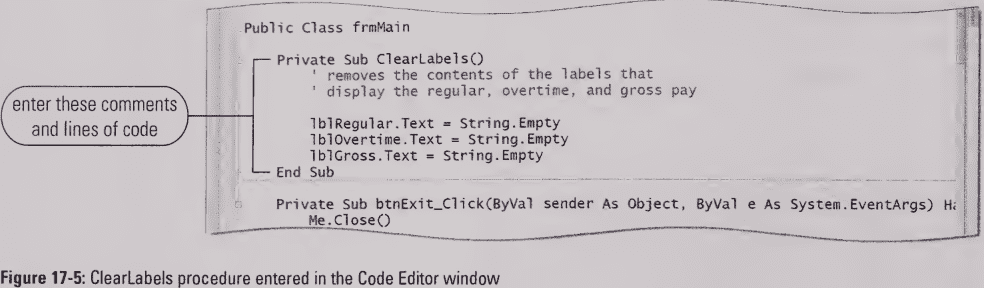 Public Class frmMain
Private Sub ClearLabels()
' removes the contents of the labels that
' display the regular, overtime, and gross pay
enter these comments
and lines of code
lblRegular.Text = String.Empty
lblOvertime.Text = String.Empty
lblGross.Text = String.Empty
End Sub
Private Sub btnExit_Click(ByVal sender As Object, ByVal e As System.EventArgs) Ha
Me.Close()
Figure 17-5: ClearLabels procedure entered in the Code Editor window